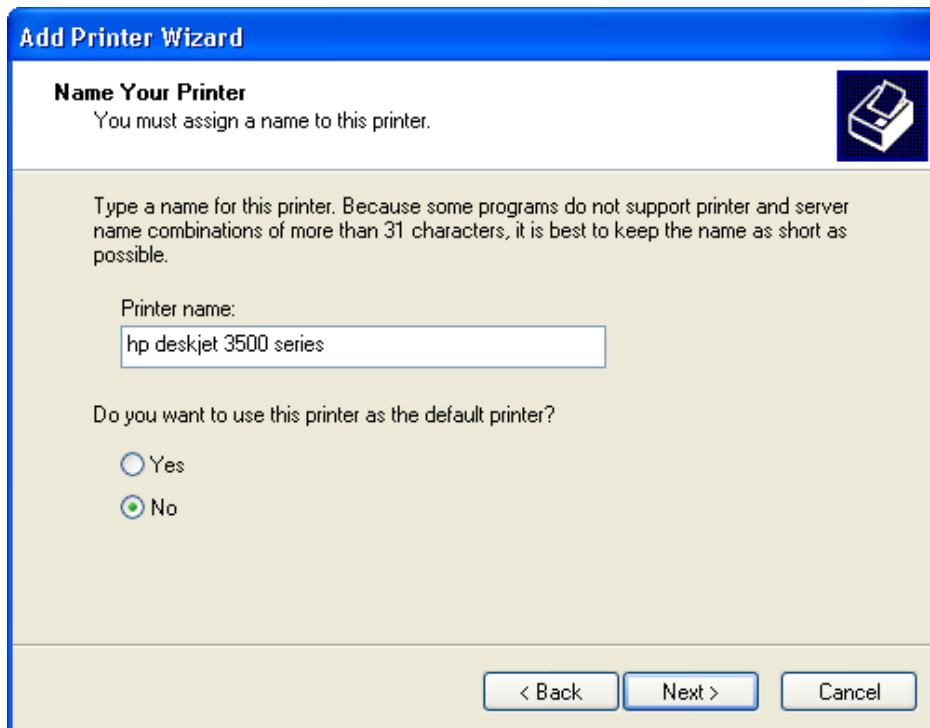 Add Printer Wizard
Name Your Printer
You must assign a name to this printer.
Type a name for this printer. Because some programs do not support printer and server
name combinations of more than 31 characters, it is best to keep the name as short as
possible.
Printer name:
hp deskjet 3500 series
Do you want to use this printer as the default printer?
Yes
No
< Back
Next >
Cancel